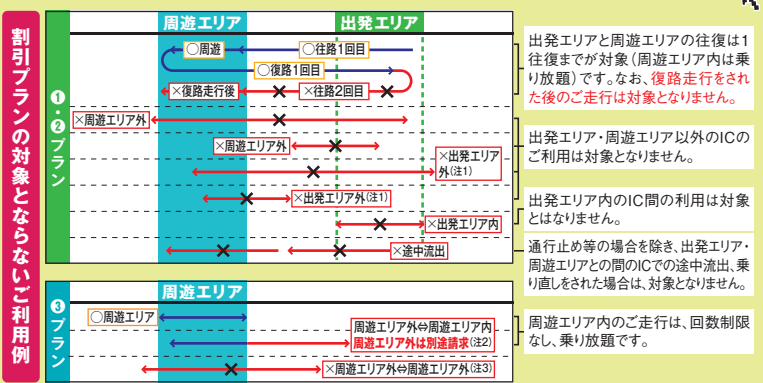 割引プランの対象とならないご利用例
❶・❷プラン
周遊エリア
出発エリア
○周遊
○往路1回目
○復路1回目
×復路走行後
×往路2回目
×周遊エリア外
×周遊エリア外
×出発エリア
外(注1)
×出発エリア外(注1)
×出発エリア内
×途中流出
出発エリアと周遊エリアの往復は1
往復までが対象(周遊エリア内は乗
り放題)です。なお、復路走行をされ
た後のご走行は対象となりません。
出発エリア・周遊エリア以外のICの
ご利用は対象となりません。
出発エリア内のIC間の利用は対象
とはなりません。
通行止め等の場合を除き、出発エリア・
周遊エリアとの間のICでの途中流出、乗
り直しをされた場合は、対象となりません。
❸プラン
周遊エリア
○周遊エリア
周遊エリア外⇔周遊エリア内
周遊エリア外は別途請求(注2)
×周遊エリア外⇔周遊エリア外(注3)
周遊エリア内のご走行は、回数制限
なし、乗り放題です。